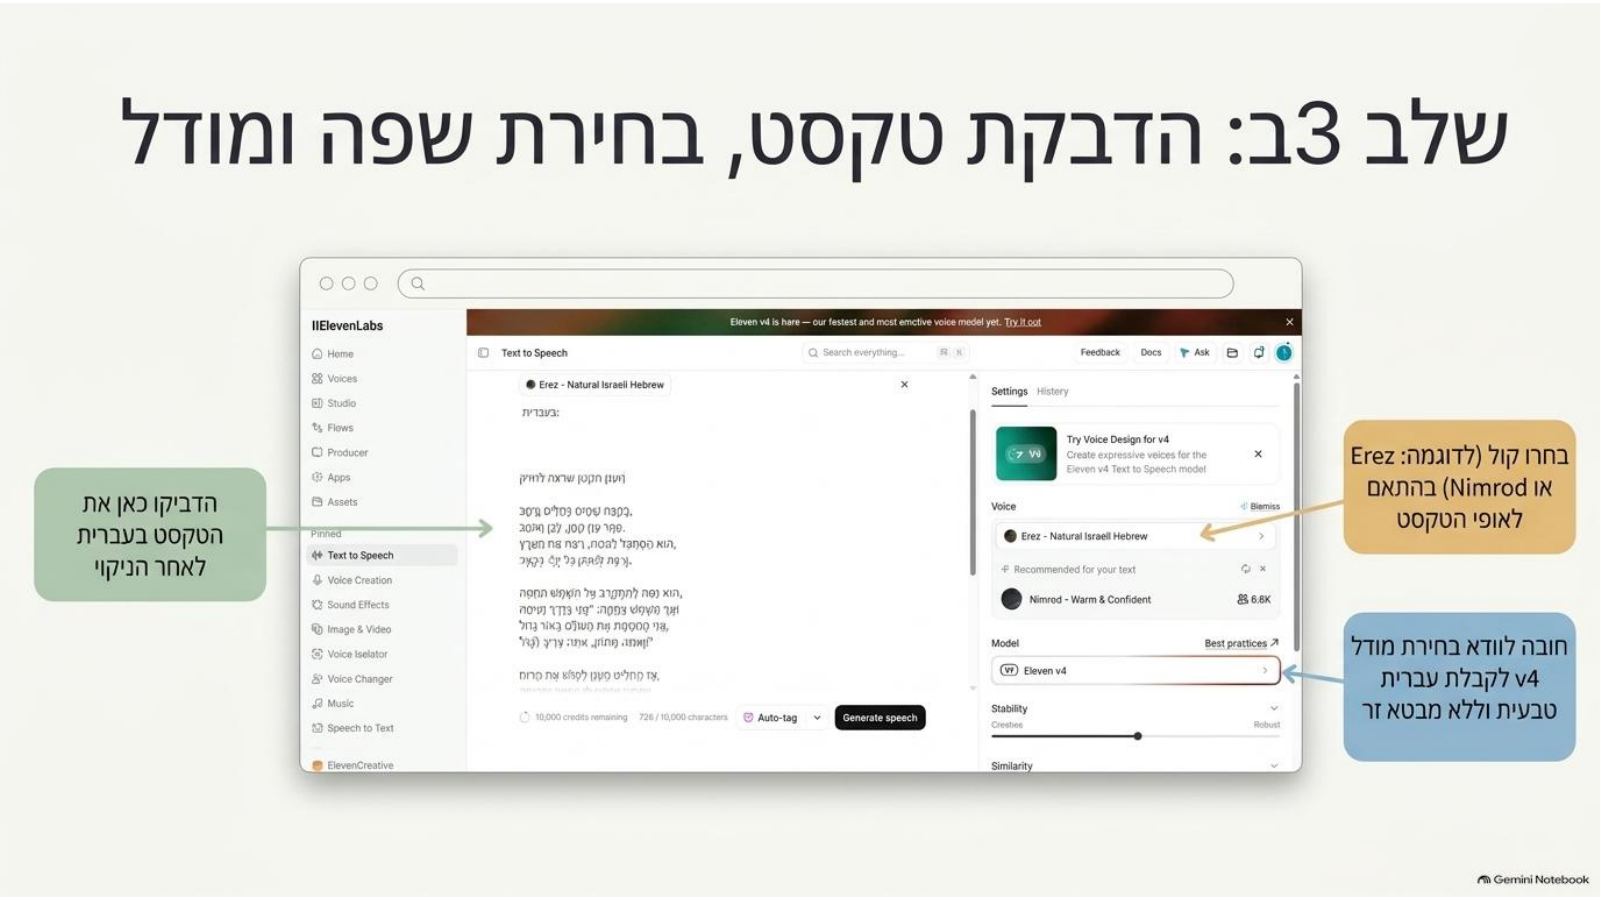 שלב 3ב: הדבקת טקסט, בחירת שפה ומודל
IIElevenLabs
Home
Voices
Studio
Flows
Producer
Apps
Assets
Pinned
Text to Speech
Voice Creation
Sound Effects
Image & Video
Voice Iselator
Voice Changer
Music
Speech to Text
ElevenCreative
Eleven v4 is hare — our festest and most emctive voice medel yet. Try it out
Text to Speech
Search everything...
Feedback
Docs
Ask
Erez - Natural Israeli Hebrew
בעברית:
10,000 credits remaining
726 / 10,000 characters
Auto-tag
Generate speech
Settings
Histery
Try Voice Design for v4
Create expressive veices for the
Eleven v4 Text to Speech model
Voice
Bismiss
Erez - Natural Israell Hebrew
Recommended for your text
Nimrod - Warm & Confident
6,6K
Model
Best prattices
Eleven v4
Stability
Crestiee
Robust
Similarity
הדביקו כאן את
הטקסט בעברית
לאחר הניקוי
בחרו קול (לדוגמה: Erez
או Nimrod) בהתאם
לאופי הטקסט
חובה לוודא בחירת מודל
v4 לקבלת עברית
טבעית וללא מבטא זר
Gemini Notebook